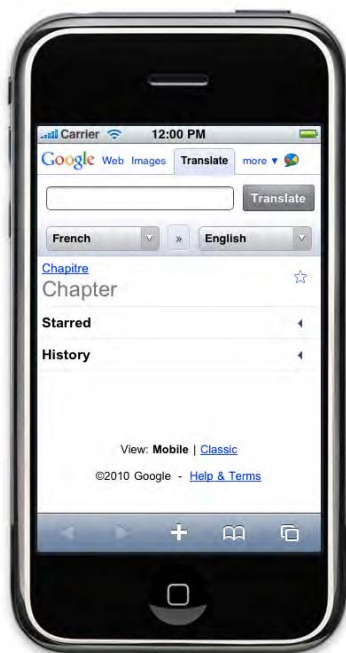 Carrier 12:00 PM
Google Web Images Translate more ▼
Translate
French » English
Chapitre
Chapter
Starred
History
View: Mobile | Classic
©2010 Google - Help & Terms